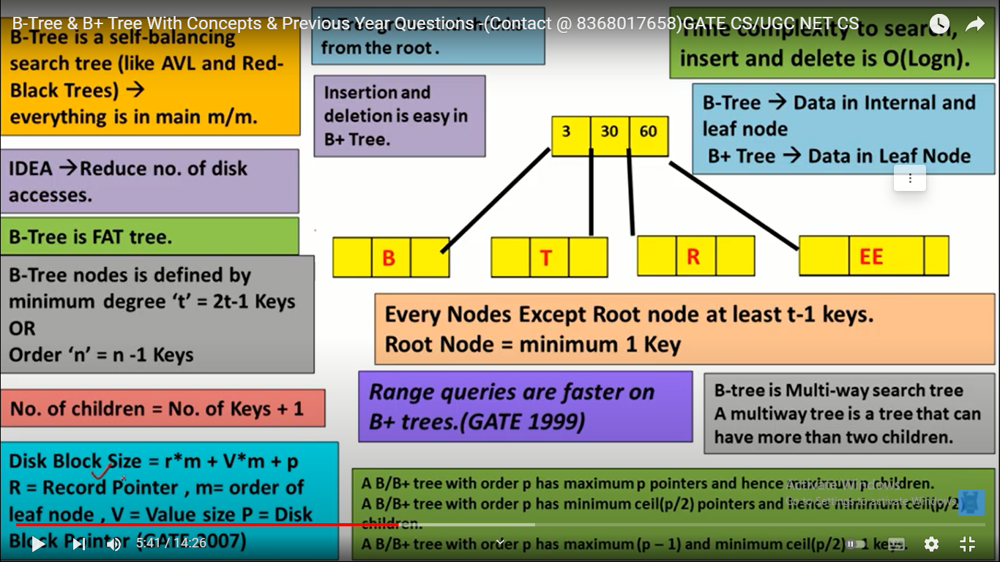 B-Tree & B+ Tree With Concepts & Previous Year Questions -(Contact @ 8368017658)GATE CS/UGC NET CS
B-Tree is a self-balancing
search tree (like AVL and Red-
Black Trees) →
everything is in main m/m.
IDEA →Reduce no. of disk
accesses.
B-Tree is FAT tree.
B-Tree nodes is defined by
minimum degree ‘t’ = 2t-1 Keys
OR
Order ‘n’ = n -1 Keys
No. of children = No. of Keys + 1
Disk Block Size = r*m + V*m + p
R = Record Pointer , m= order of
leaf node , V = Value size P = Disk
Block Pointer (GATE 2007)
from the root .
Insertion and
deletion is easy in
B+ Tree.
Time complexity to search,
insert and delete is O(Logn).
B-Tree → Data in Internal and
leaf node
B+ Tree → Data in Leaf Node
3 30 60
B T R EE
Every Nodes Except Root node at least t-1 keys.
Root Node = minimum 1 Key
Range queries are faster on
B+ trees.(GATE 1999)
B-tree is Multi-way search tree
A multiway tree is a tree that can
have more than two children.
A B/B+ tree with order p has maximum p pointers and hence maximum p children.
A B/B+ tree with order p has minimum ceil(p/2) pointers and hence minimum ceil(p/2)
children.
A B/B+ tree with order p has maximum (p – 1) and minimum ceil(p/2)-1 keys.
Activate Windows
Go to Settings to activate Windows.
5:41 / 14:26